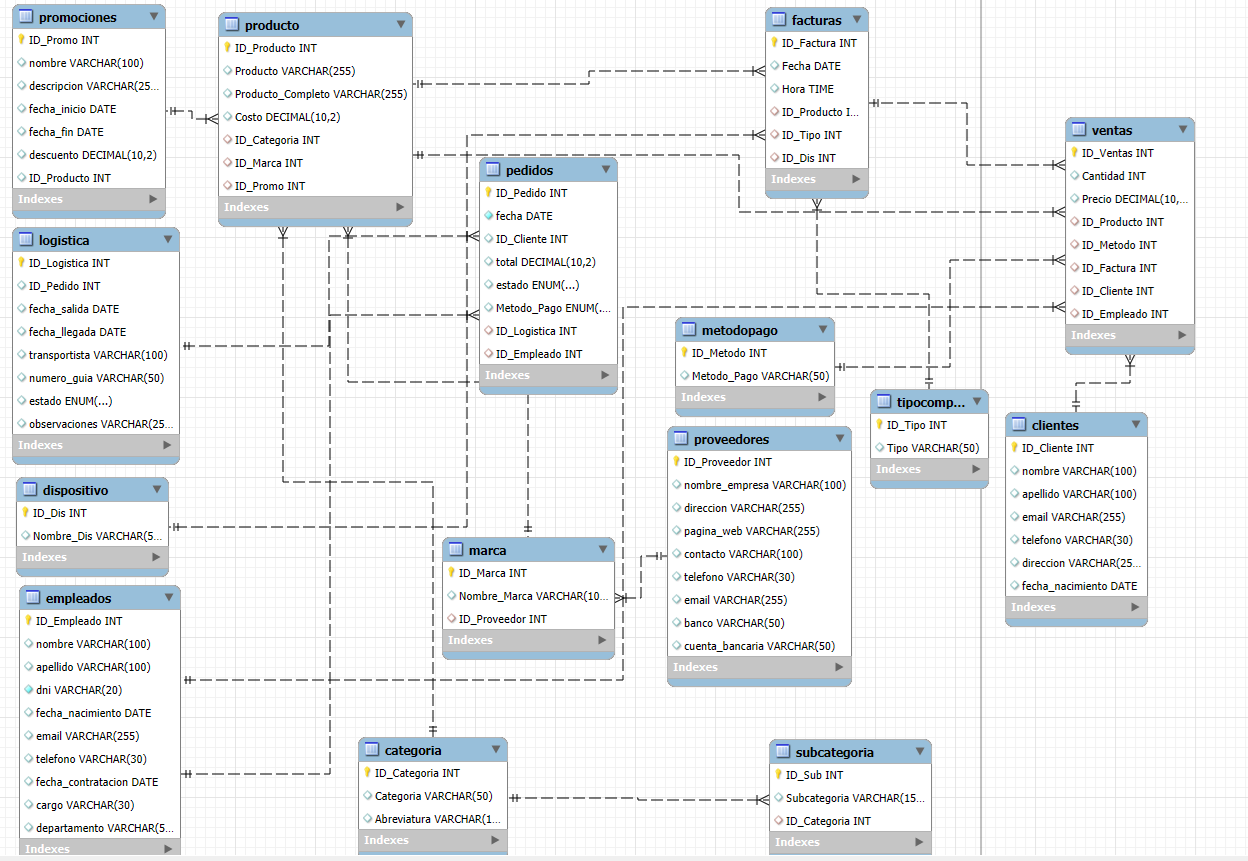 promociones
ID_Promo INT
nombre VARCHAR(100)
descripcion VARCHAR(25...
fecha_inicio DATE
fecha_fin DATE
descuento DECIMAL(10,2)
ID_Producto INT
Indexes
producto
ID_Producto INT
Producto VARCHAR(255)
Producto_Completo VARCHAR(255)
Costo DECIMAL(10,2)
ID_Categoria INT
ID_Marca INT
ID_Promo INT
Indexes
facturas
ID_Factura INT
Fecha DATE
Hora TIME
ID_Producto I...
ID_Tipo INT
ID_Dis INT
Indexes
ventas
ID_Ventas INT
Cantidad INT
Precio DECIMAL(10,...
ID_Producto INT
ID_Metodo INT
ID_Factura INT
ID_Cliente INT
ID_Empleado INT
Indexes
pedidos
ID_Pedido INT
fecha DATE
ID_Cliente INT
total DECIMAL(10,2)
estado ENUM(...)
Metodo_Pago ENUM(...
ID_Logistica INT
ID_Empleado INT
Indexes
logistica
ID_Logistica INT
ID_Pedido INT
fecha_salida DATE
fecha_llegada DATE
transportista VARCHAR(100)
numero_guia VARCHAR(50)
estado ENUM(...)
observaciones VARCHAR(25...
Indexes
metodopago
ID_Metodo INT
Metodo_Pago VARCHAR(50)
Indexes
tipocomp...
ID_Tipo INT
Tipo VARCHAR(50)
Indexes
clientes
ID_Cliente INT
nombre VARCHAR(100)
apellido VARCHAR(100)
email VARCHAR(255)
telefono VARCHAR(30)
direccion VARCHAR(25...
fecha_nacimiento DATE
Indexes
proveedores
ID_Proveedor INT
nombre_empresa VARCHAR(100)
direccion VARCHAR(255)
pagina_web VARCHAR(255)
contacto VARCHAR(100)
telefono VARCHAR(30)
email VARCHAR(255)
banco VARCHAR(50)
cuenta_bancaria VARCHAR(50)
Indexes
dispositivo
ID_Dis INT
Nombre_Dis VARCHAR(5...
Indexes
marca
ID_Marca INT
Nombre_Marca VARCHAR(10...
ID_Proveedor INT
Indexes
empleados
ID_Empleado INT
nombre VARCHAR(100)
apellido VARCHAR(100)
dni VARCHAR(20)
fecha_nacimiento DATE
email VARCHAR(255)
telefono VARCHAR(30)
fecha_contratacion DATE
cargo VARCHAR(30)
departamento VARCHAR(5...
Indexes
categoria
ID_Categoria INT
Categoria VARCHAR(50)
Abreviatura VARCHAR(1...
Indexes
subcategoria
ID_Sub INT
Subcategoria VARCHAR(15...
ID_Categoria INT
Indexes